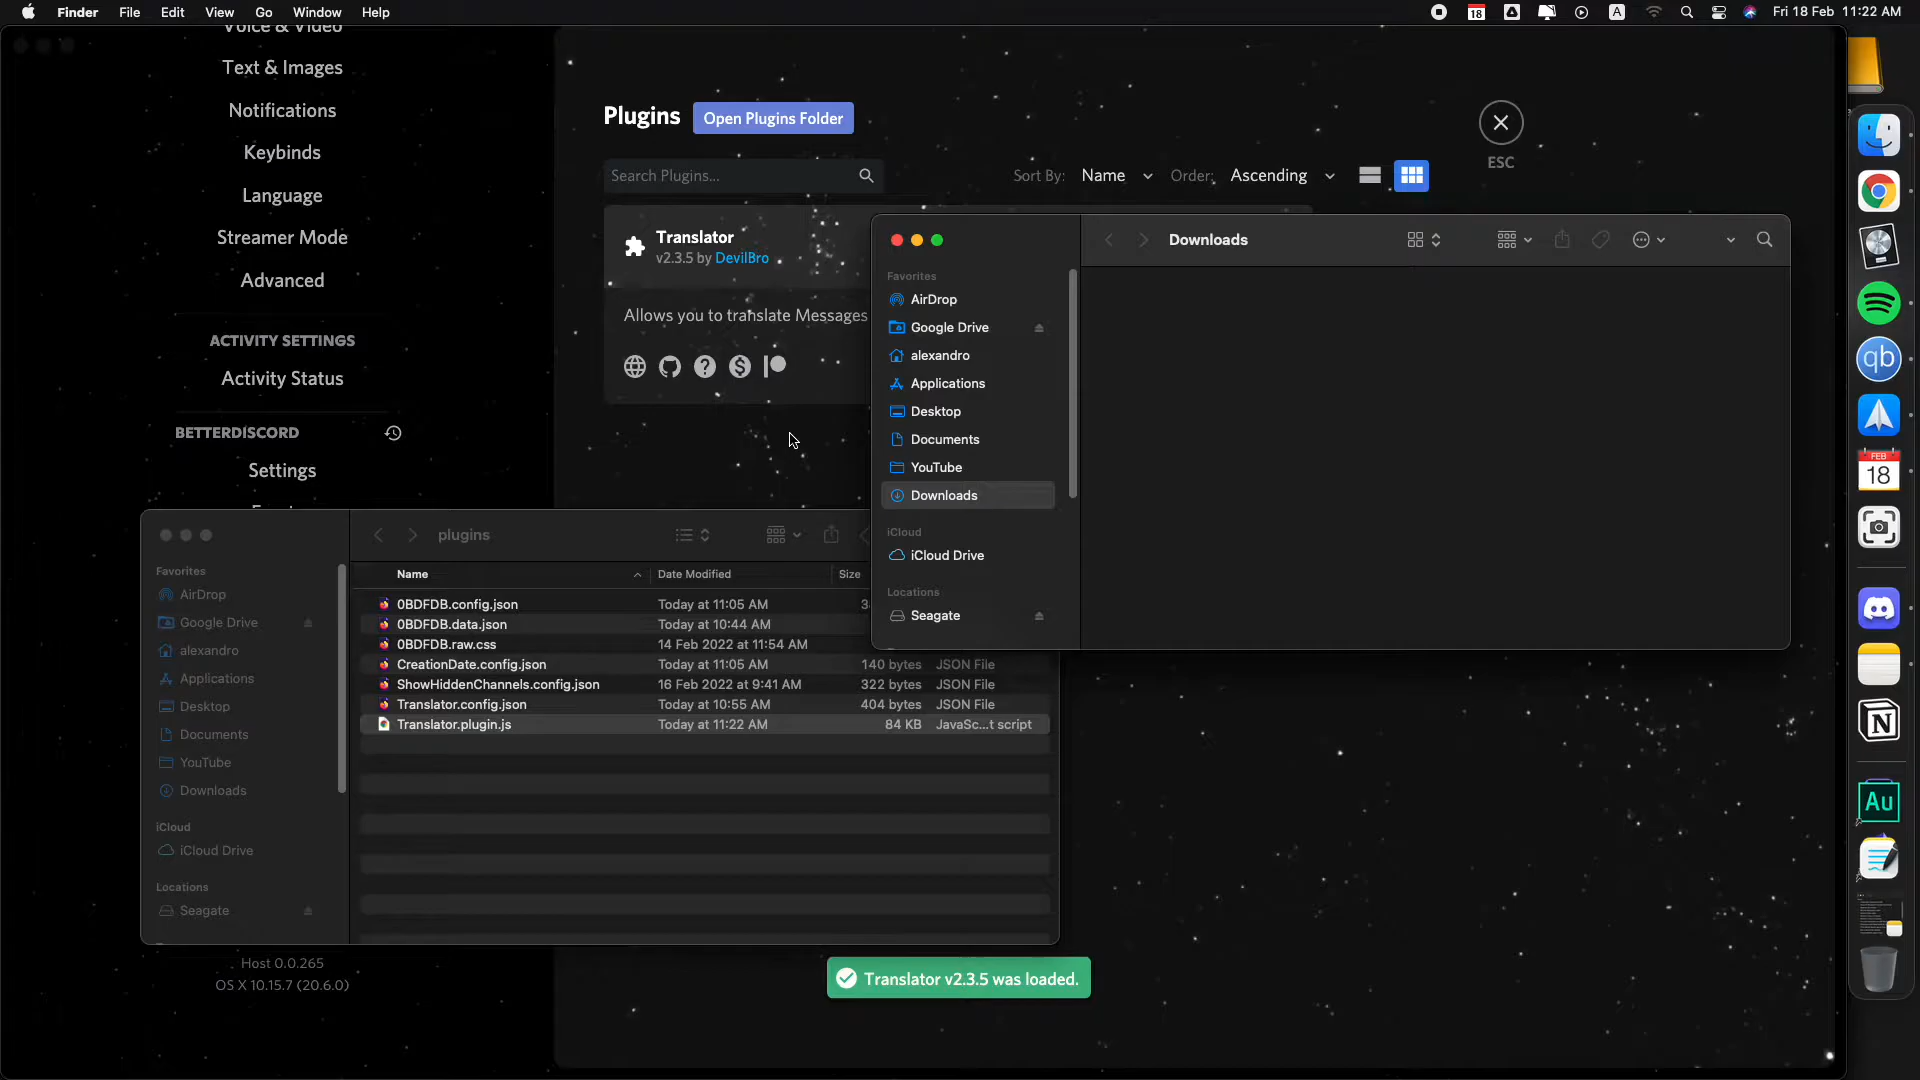 Finder File Edit View Go Window Help
18 A Fri 18 Feb 11:22 AM
Voice & Video
Text & Images
Notifications
Keybinds
Language
Streamer Mode
Advanced
ACTIVITY SETTINGS
Activity Status
BETTERDISCORD
Settings
Host 0.0.265
OS X 10.15.7 (20.6.0)
Plugins Open Plugins Folder
ESC
Search Plugins... Sort By: Name Order: Ascending
Translator
v2.3.5 by DevilBro
Allows you to translate Messages
Downloads
Favorites
AirDrop
Google Drive
alexandro
Applications
Desktop
Documents
YouTube
Downloads
iCloud
iCloud Drive
Locations
Seagate
plugins
Favorites
AirDrop
Google Drive
alexandro
Applications
Desktop
Documents
YouTube
Downloads
iCloud
iCloud Drive
Locations
Seagate
Name Date Modified Size
0BDFDB.config.json Today at 11:05 AM
0BDFDB.data.json Today at 10:44 AM
0BDFDB.raw.css 14 Feb 2022 at 11:54 AM
CreationDate.config.json Today at 11:05 AM 140 bytes JSON File
ShowHiddenChannels.config.json 16 Feb 2022 at 9:41 AM 322 bytes JSON File
Translator.config.json Today at 10:55 AM 404 bytes JSON File
Translator.plugin.js Today at 11:22 AM 84 KB JavaSc...t script
Translator v2.3.5 was loaded.
qb
FEB
18
N
Au